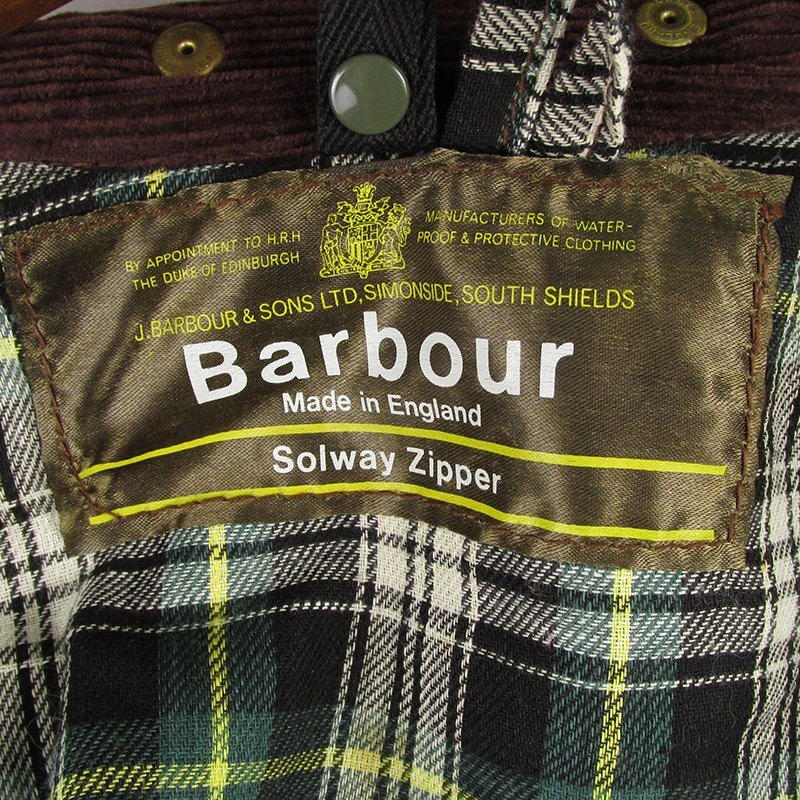 BY APPOINTMENT TO H.R.H
THE DUKE OF EDINBURGH
MANUFACTURERS OF WATER-
PROOF & PROTECTIVE CLOTHING
J.BARBOUR & SONS LTD, SIMONSIDE, SOUTH SHIELDS
Barbour
Made in England
Solway Zipper